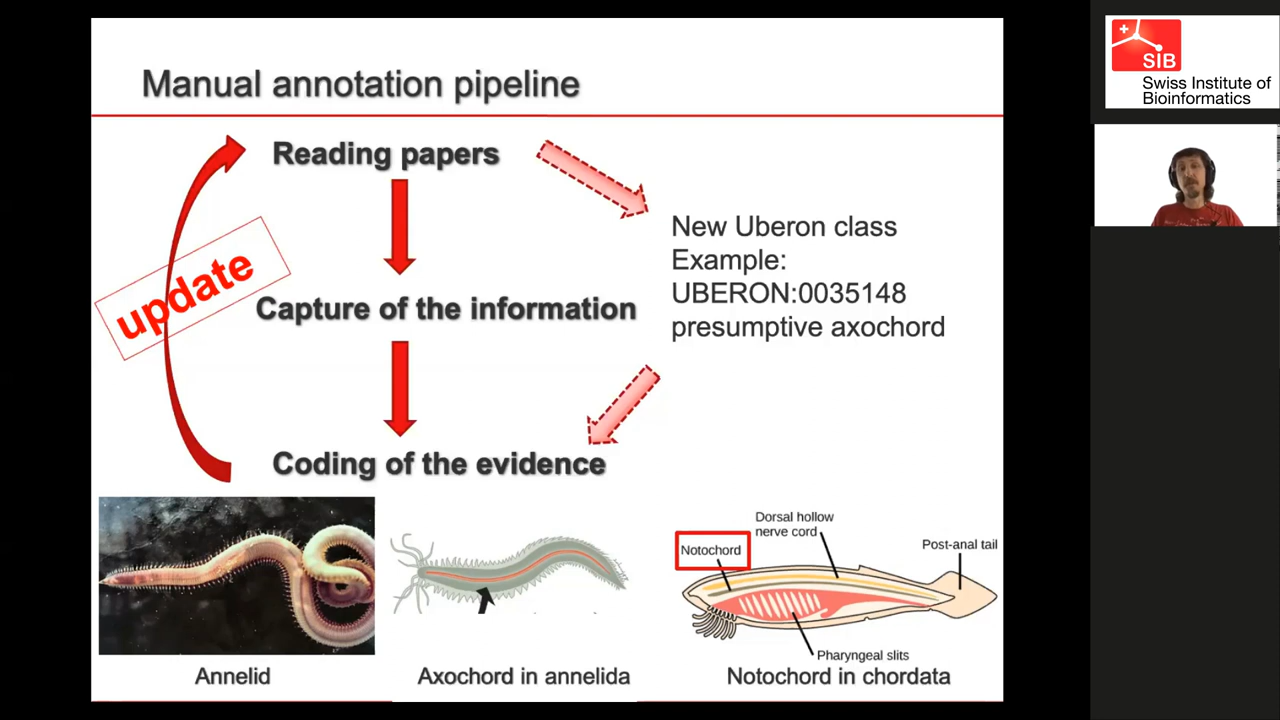 Manual annotation pipeline
Reading papers
New Uberon class
Example:
UBERON:0035148
presumptive axochord
update
Capture of the information
Coding of the evidence
Dorsal hollow
nerve cord
Notochord
Post-anal tail
Pharyngeal slits
Annelid
Axochord in annelida
Notochord in chordata
SIB
Swiss Institute of
Bioinformatics